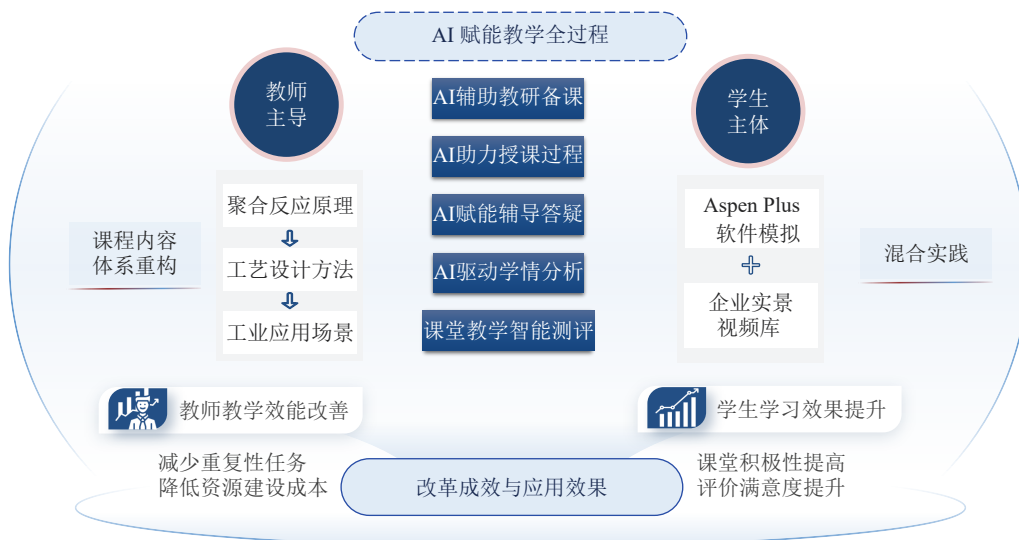 AI 赋能教学全过程
教师
主导
AI辅助教研备课
AI助力授课过程
AI赋能辅导答疑
AI驱动学情分析
课堂教学智能测评
学生
主体
课程内容
体系重构
聚合反应原理
工艺设计方法
工业应用场景
Aspen Plus
软件模拟
+
企业实景
视频库
混合实践
教师教学效能改善
减少重复性任务
降低资源建设成本
学生学习效果提升
课堂积极性提高
评价满意度提升
改革成效与应用效果